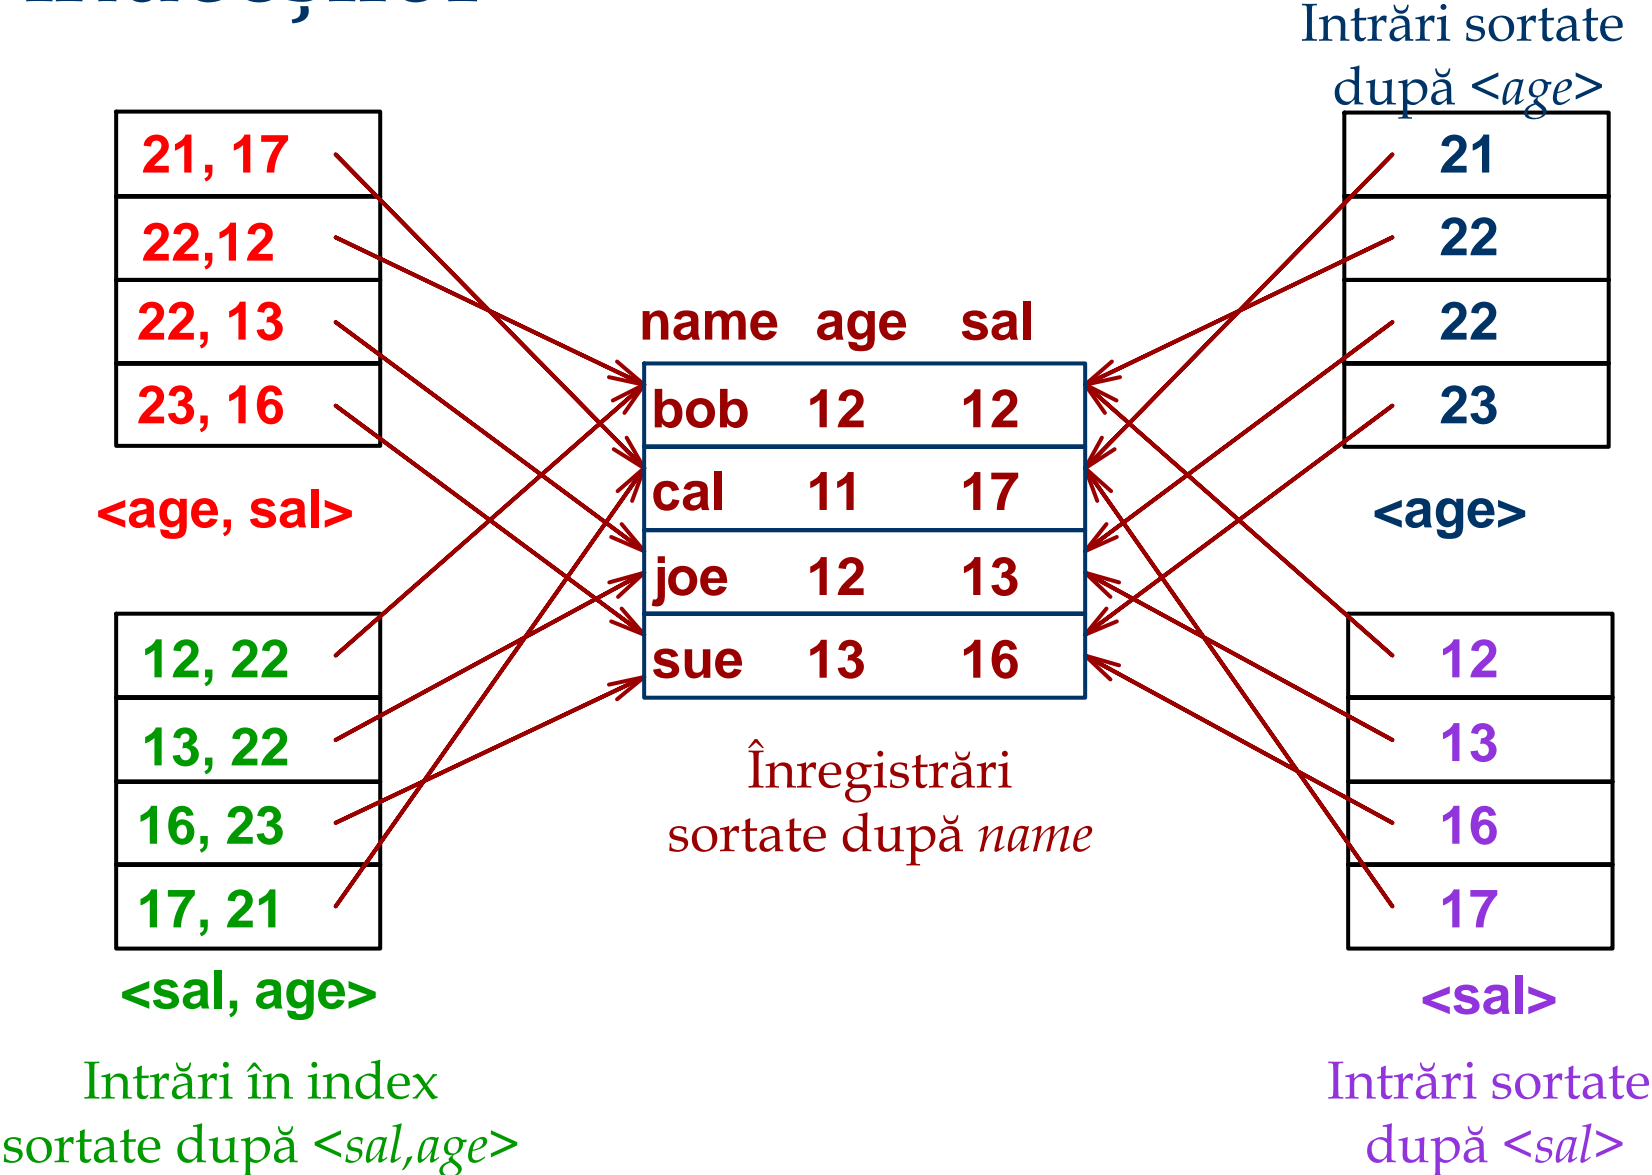 Intrări sortate
după <age>
21, 17
22,12
22, 13
23, 16
<age, sal>
12, 22
13, 22
16, 23
17, 21
<sal, age>
Intrări în index
sortate după <sal,age>
name age sal
bob 12 12
cal 11 17
joe 12 13
sue 13 16
Înregistrări
sortate după name
21
22
22
23
<age>
12
13
16
17
<sal>
Intrări sortate
după <sal>